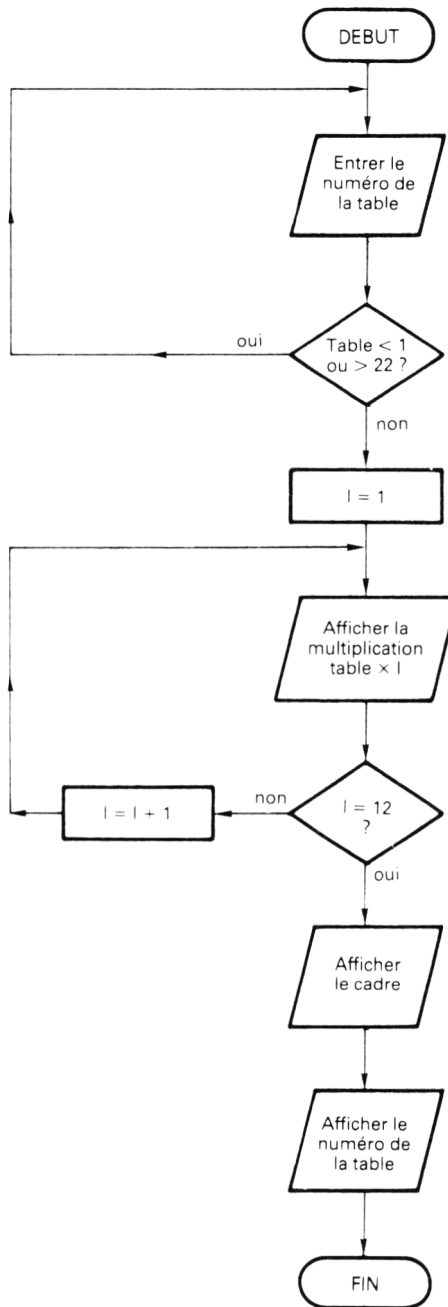 DEBUT
Entrer le
numéro de
la table
oui
Table < 1
ou > 22 ?
non
I = 1
Afficher la
multiplication
table × I
I = I + 1
non
I = 12
?
oui
Afficher
le cadre
Afficher le
numéro de
la table
FIN